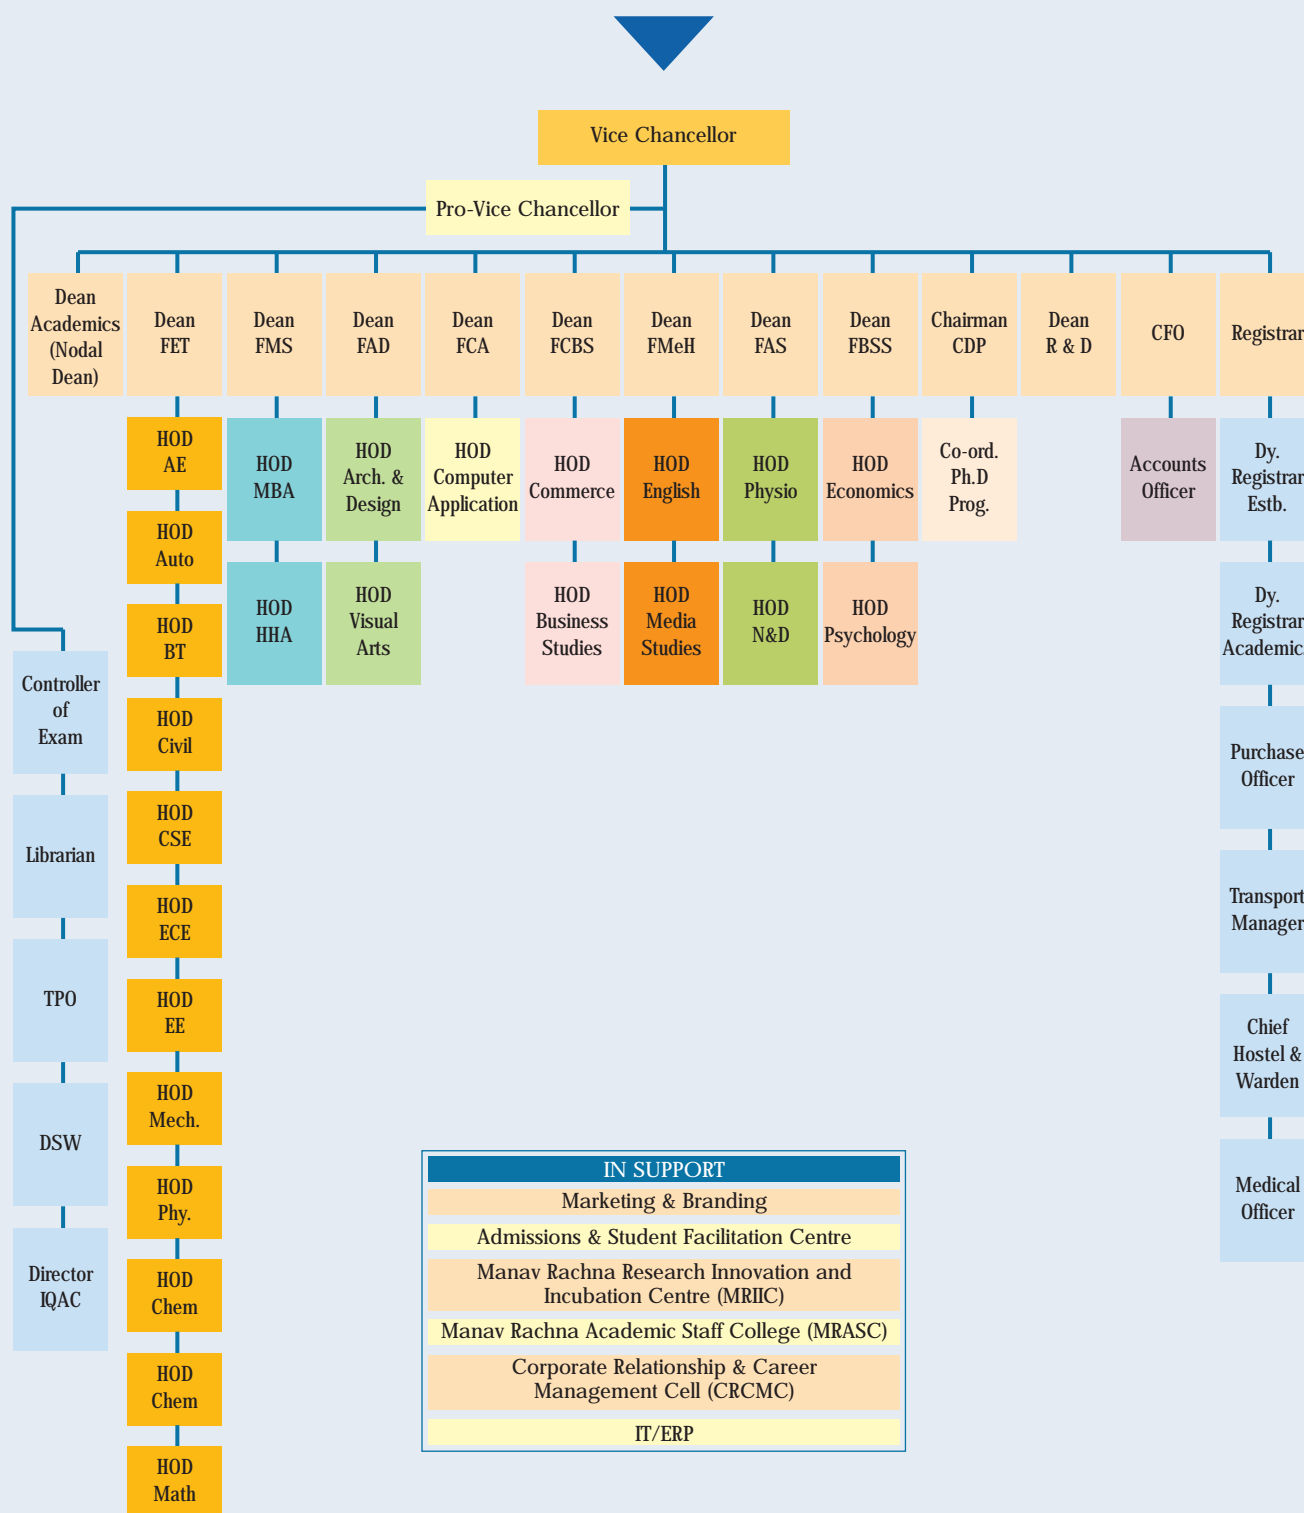 Vice Chancellor
Pro-Vice Chancellor
Dean
Academics
(Nodal
Dean)
Dean
FET
Dean
FMS
Dean
FAD
Dean
FCA
Dean
FCBS
Dean
FMeH
Dean
FAS
Dean
FBSS
Chairman
CDP
Dean
R & D
CFO
Registrar
HOD
AE
HOD
Auto
HOD
BT
HOD
Civil
HOD
CSE
HOD
ECE
HOD
EE
HOD
Mech.
HOD
Phy.
HOD
Chem
HOD
Chem
HOD
Math
HOD
MBA
HOD
HHA
HOD
Arch. &
Design
HOD
Visual
Arts
HOD
Computer
Application
HOD
Commerce
HOD
Business
Studies
HOD
English
HOD
Media
Studies
HOD
Physio
HOD
N&D
HOD
Economics
HOD
Psychology
Co-ord.
Ph.D
Prog.
Accounts
Officer
Dy.
Registrar
Estb.
Dy.
Registrar
Academic
Purchase
Officer
Transport
Manager
Chief
Hostel &
Warden
Medical
Officer
Controller
of
Exam
Librarian
TPO
DSW
Director
IQAC
IN SUPPORT
Marketing & Branding
Admissions & Student Facilitation Centre
Manav Rachna Research Innovation and
Incubation Centre (MRIIC)
Manav Rachna Academic Staff College (MRASC)
Corporate Relationship & Career
Management Cell (CRCMC)
IT/ERP